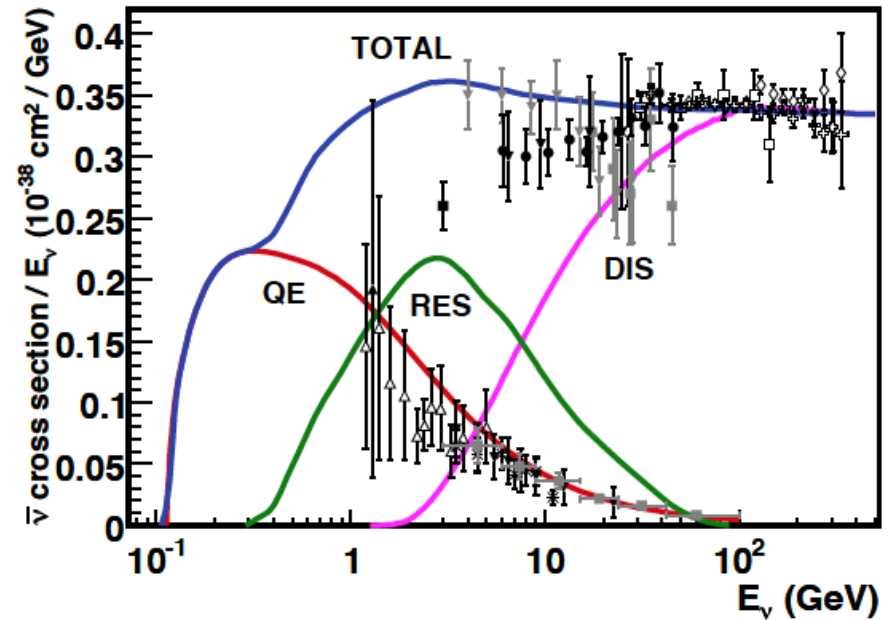 ν̅ cross section / Eν (10⁻³⁸ cm² / GeV)
0.4
0.35
0.3
0.25
0.2
0.15
0.1
0.05
0
TOTAL
QE
RES
DIS
10⁻¹
1
10
10²
Eν (GeV)